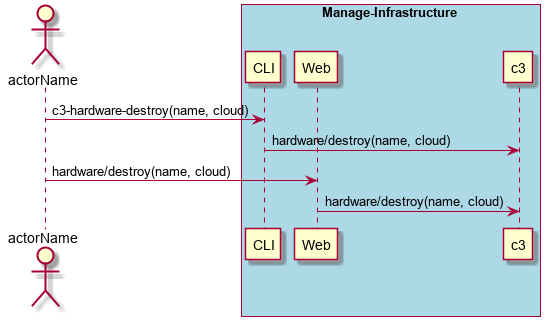 Manage-Infrastructure
actorName
CLI
Web
c3
c3-hardware-destroy(name, cloud)
hardware/destroy(name, cloud)
hardware/destroy(name, cloud)
hardware/destroy(name, cloud)
actorName
CLI
Web
c3